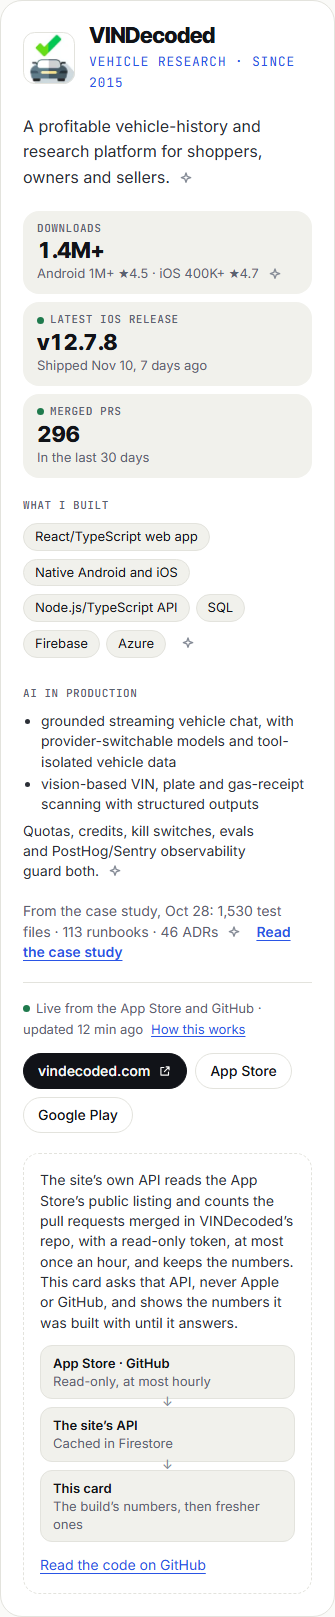 VINDecoded
VEHICLE RESEARCH · SINCE
2015
A profitable vehicle-history and
research platform for shoppers,
owners and sellers.
DOWNLOADS
1.4M+
Android 1M+ ★4.5 · iOS 400K+ ★4.7
LATEST IOS RELEASE
v12.7.8
Shipped Nov 10, 7 days ago
MERGED PRS
296
In the last 30 days
WHAT I BUILT
React/TypeScript web app
Native Android and iOS
Node.js/TypeScript API SQL
Firebase Azure
AI IN PRODUCTION
• grounded streaming vehicle chat, with
provider-switchable models and tool-
isolated vehicle data
• vision-based VIN, plate and gas-receipt
scanning with structured outputs
Quotas, credits, kill switches, evals
and PostHog/Sentry observability
guard both.
From the case study, Oct 28: 1,530 test
files · 113 runbooks · 46 ADRs Read
the case study
Live from the App Store and GitHub ·
updated 12 min ago How this works
vindecoded.com App Store
Google Play
The site’s own API reads the App
Store’s public listing and counts the
pull requests merged in VINDecoded’s
repo, with a read-only token, at most
once an hour, and keeps the numbers.
This card asks that API, never Apple
or GitHub, and shows the numbers it
was built with until it answers.
App Store · GitHub
Read-only, at most hourly
↓
The site’s API
Cached in Firestore
↓
This card
The build’s numbers, then fresher
ones
Read the code on GitHub